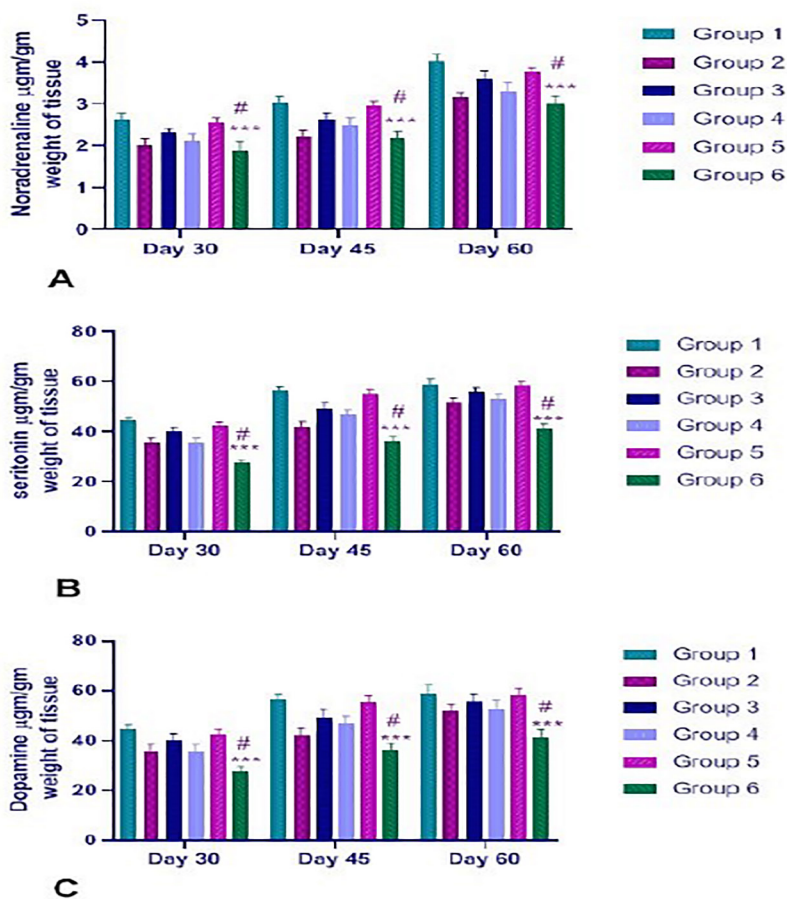 Noradrenaline µgm/gm
weight of tissue
5
4
3
2
1
0
# # #
*** *** ***
Day 30 Day 45 Day 60
Group 1
Group 2
Group 3
Group 4
Group 5
Group 6
A
seritonin µgm/gm
weight of tissue
80
60
40
20
0
# # #
*** *** ***
Day 30 Day 45 Day 60
Group 1
Group 2
Group 3
Group 4
Group 5
Group 6
B
Dopamine µgm/gm
weight of tissue
80
60
40
20
0
# # #
*** *** ***
Day 30 Day 45 Day 60
Group 1
Group 2
Group 3
Group 4
Group 5
Group 6
C